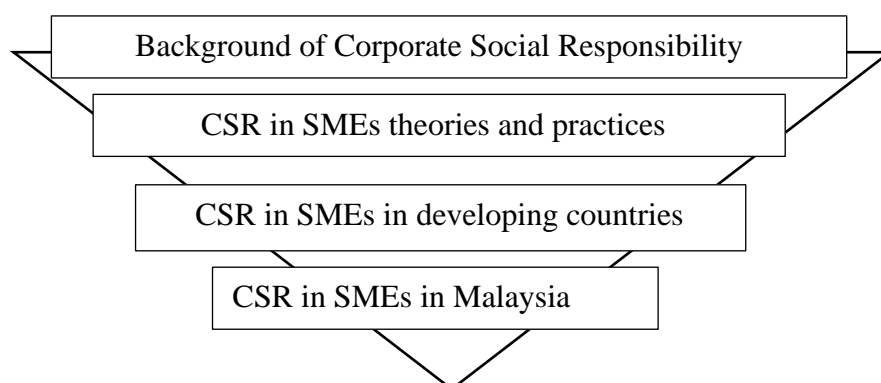 Background of Corporate Social Responsibility
CSR in SMEs theories and practices
CSR in SMEs in developing countries
CSR in SMEs in Malaysia